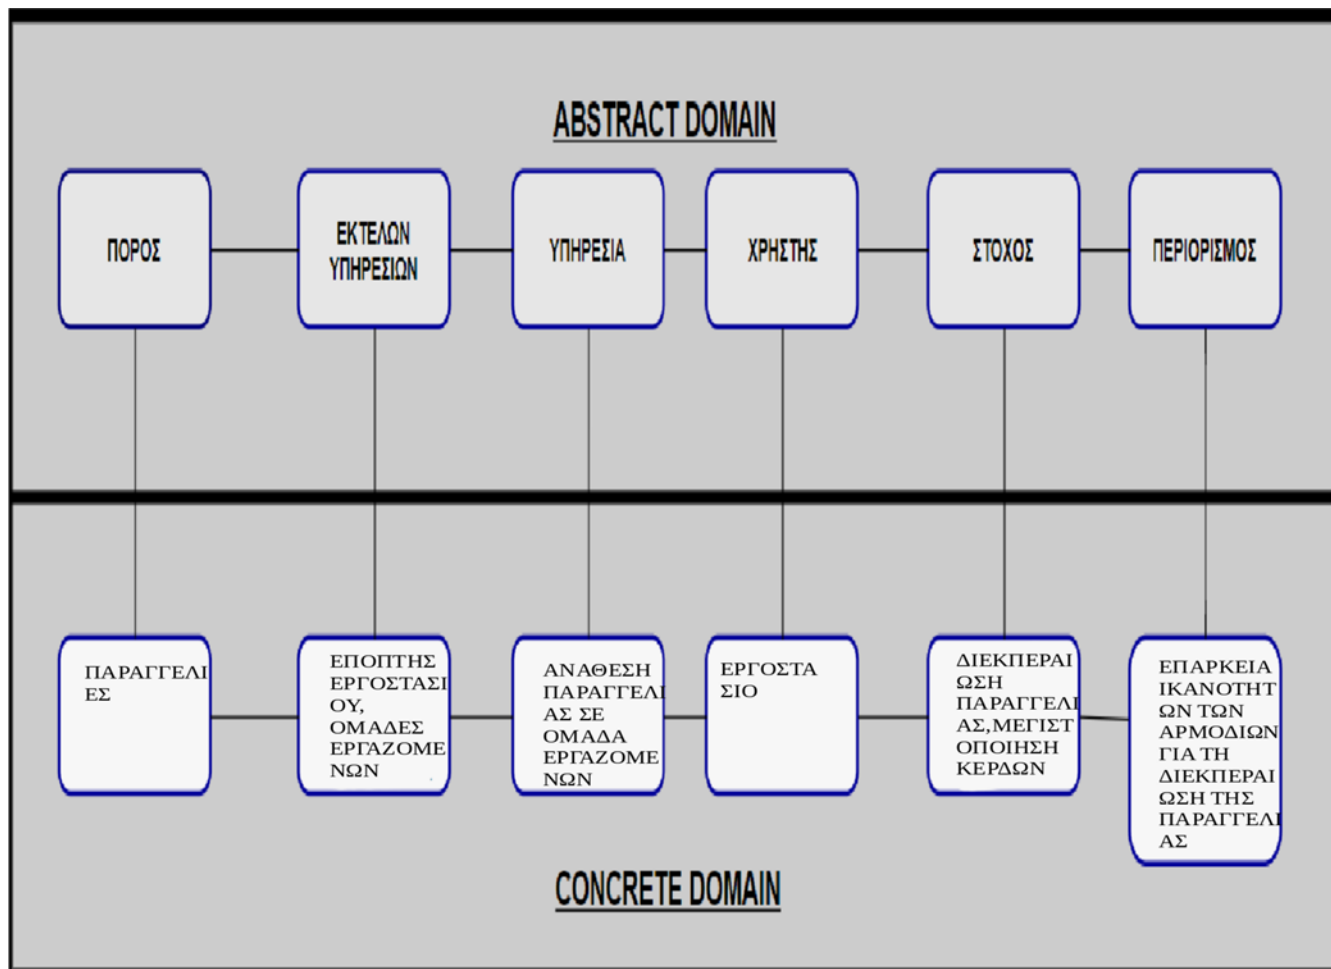 ABSTRACT DOMAIN
ΠΟΡΟΣ
ΕΚΤΕΛΩΝ
ΥΠΗΡΕΣΙΩΝ
ΥΠΗΡΕΣΙΑ
ΧΡΗΣΤΗΣ
ΣΤΟΧΟΣ
ΠΕΡΙΟΡΙΣΜΟΣ
ΠΑΡΑΓΓΕΛΙ
ΕΣ
ΕΠΟΠΤΗΣ
ΕΡΓΟΣΤΑΣΙ
ΟΥ,
ΟΜΑΔΕΣ
ΕΡΓΑΖΟΜΕ
ΝΩΝ
ΑΝΑΘΕΣΗ
ΠΑΡΑΓΓΕΛΙ
ΑΣ ΣΕ
ΟΜΑΔΑ
ΕΡΓΑΖΟΜΕ
ΝΩΝ
ΕΡΓΟΣΤΑ
ΣΙΟ
ΔΙΕΚΠΕΡΑΙ
ΩΣΗ
ΠΑΡΑΓΓΕΛΙ
ΑΣ,ΜΕΓΙΣΤ
ΟΠΟΙΗΣΗ
ΚΕΡΔΩΝ
ΕΠΑΡΚΕΙΑ
ΙΚΑΝΟΤΗΤ
ΩΝ ΤΩΝ
ΑΡΜΟΔΙΩΝ
ΓΙΑ ΤΗ
ΔΙΕΚΠΕΡΑΙ
ΩΣΗ ΤΗΣ
ΠΑΡΑΓΓΕΛΙ
ΑΣ
CONCRETE DOMAIN